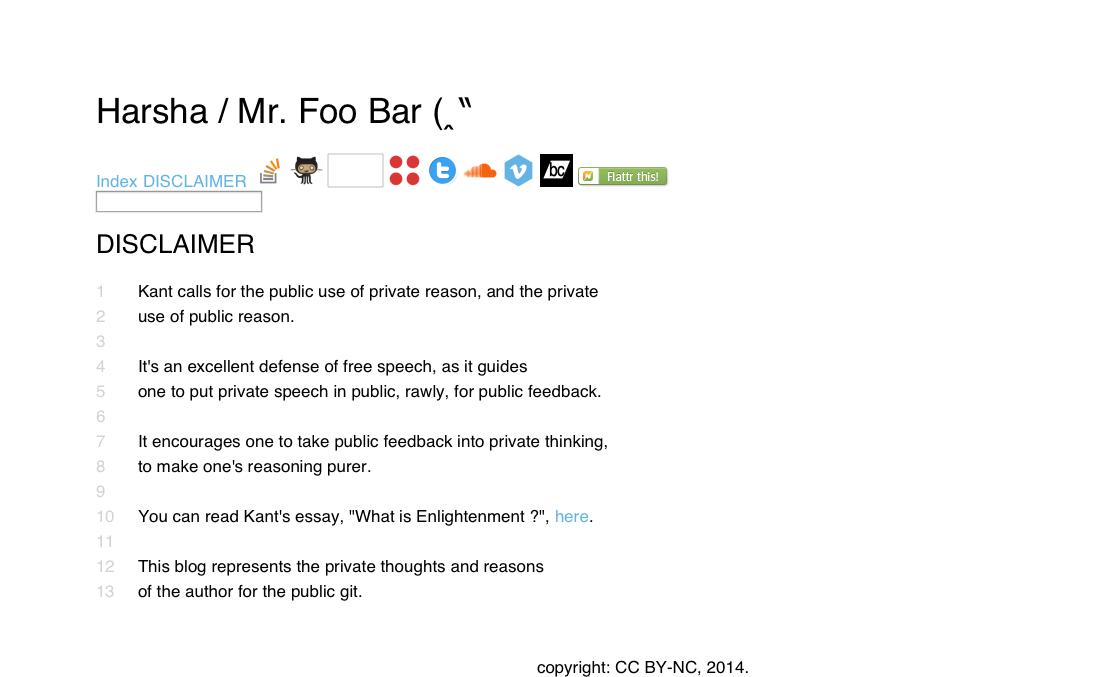 Harsha / Mr. Foo Bar (‸‟
Index DISCLAIMER bc Flattr this!
DISCLAIMER
1 Kant calls for the public use of private reason, and the private
2 use of public reason.
3
4 It's an excellent defense of free speech, as it guides
5 one to put private speech in public, rawly, for public feedback.
6
7 It encourages one to take public feedback into private thinking,
8 to make one's reasoning purer.
9
10 You can read Kant's essay, "What is Enlightenment ?", here.
11
12 This blog represents the private thoughts and reasons
13 of the author for the public git.
copyright: CC BY-NC, 2014.